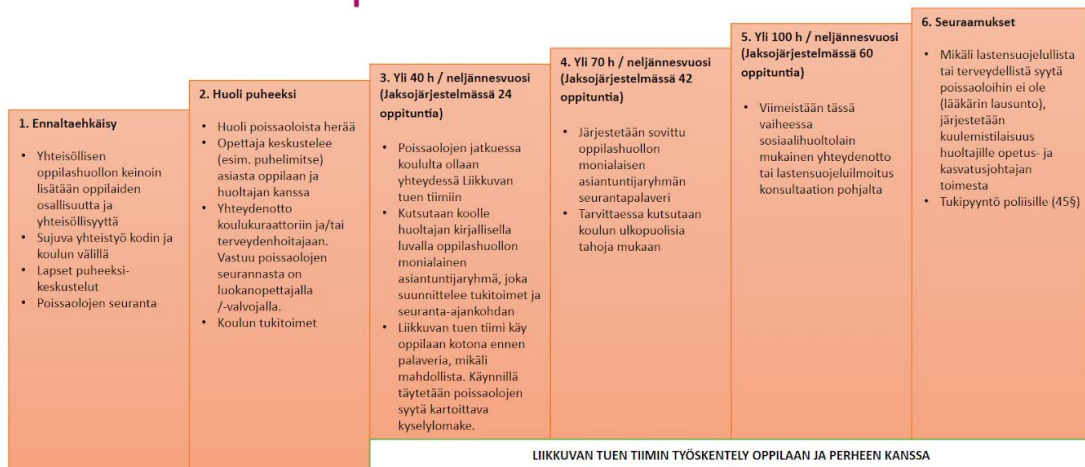 1. Ennaltaehkäisy
• Yhteisöllisen
oppilashuollon keinoin
lisätään oppilaiden
osallisuutta ja
yhteisöllisyyttä
• Sujuva yhteistyö kodin ja
koulun välillä
• Lapset puheeksi-
keskustelut
• Poissaolojen seuranta
2. Huoli puheeksi
• Huoli poissaoloista herää
• Opettaja keskustelee
(esim. puhelimitse)
asiasta oppilaan ja
huoltajan kanssa
• Yhteydenotto
koulukuraattoriin ja/tai
terveydenhoitajaan.
Vastuu poissaolojen
seurannasta on
luokanopettajalla
/-valvojalla.
• Koulun tukitoimet
3. Yli 40 h / neljännesvuosi
(Jaksojärjestelmässä 24
oppituntia)
• Poissaolojen jatkuessa
koululta ollaan
yhteydessä Liikkuvan
tuen tiimiin
• Kutsutaan koolle
huoltajan kirjallisella
luvalla oppilashuollon
monialainen
asiantuntijaryhmä, joka
suunnittelee tukitoimet ja
seuranta-ajankohdan
• Liikkuvan tuen tiimi käy
oppilaan kotona ennen
palaveria, mikäli
mahdollista. Käynnillä
täytetään poissaolojen
syytä kartoittava
kyselylomake.
4. Yli 70 h / neljännesvuosi
(Jaksojärjestelmässä 42
oppituntia)
• Järjestetään sovittu
oppilashuollon
monialaisen
asiantuntijaryhmän
seurantapalaveri
• Tarvittaessa kutsutaan
koulun ulkopuolisia
tahoja mukaan
5. Yli 100 h / neljännesvuosi
(Jaksojärjestelmässä 60
oppituntia)
• Viimeistään tässä
vaiheessa
sosiaalihuoltolain
mukainen yhteydenotto
tai lastensuojeluilmoitus
konsultaation pohjalta
6. Seuraamukset
• Mikäli lastensuojelullista
tai terveydellistä syytä
poissaoloihin ei ole
(lääkärin lausunto),
järjestetään
kuulemistilaisuus
huoltajille opetus- ja
kasvatusjohtajan
toimesta
• Tukipyyntö poliisille (45§)
LIIKKUVAN TUEN TIIMIN TYÖSKENTELY OPPILAAN JA PERHEEN KANSSA